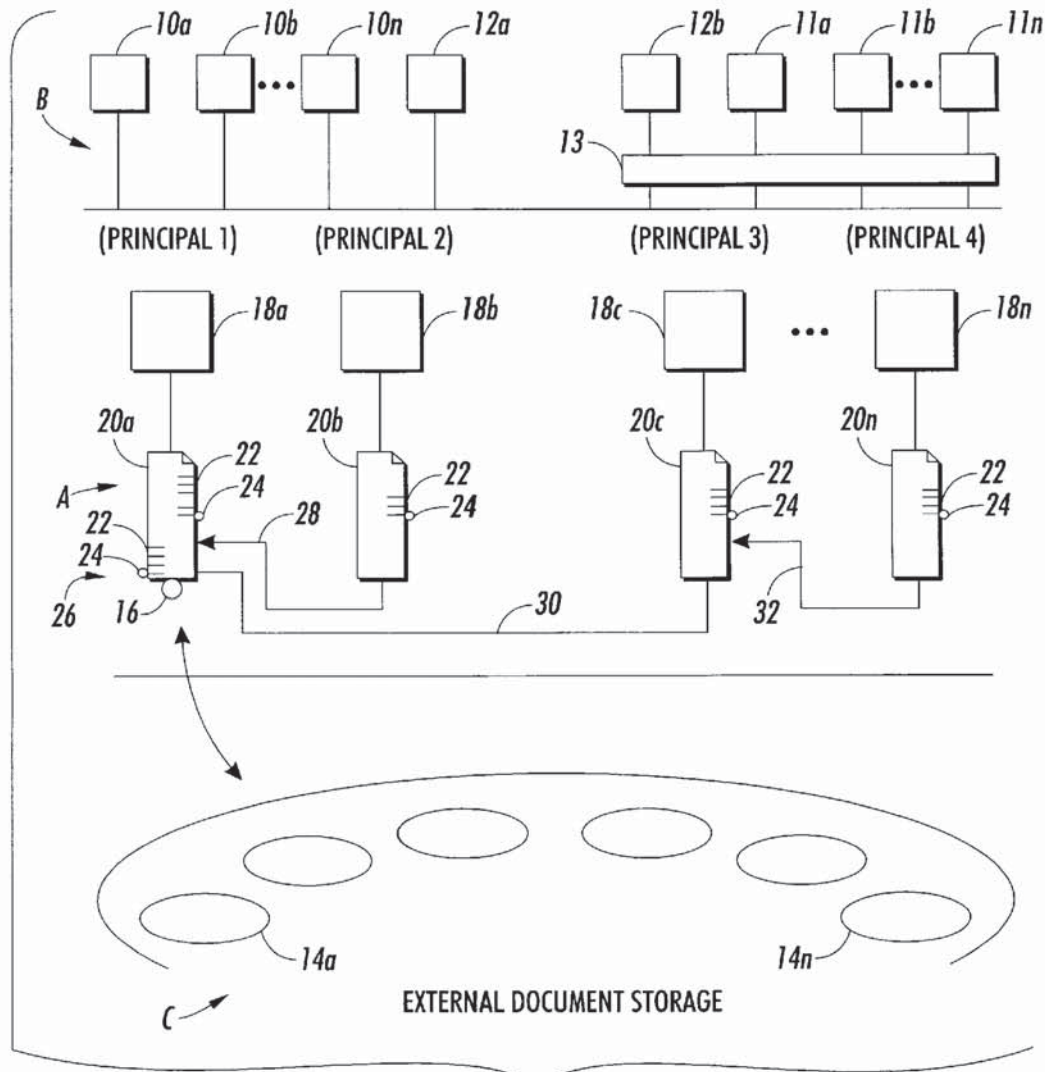 10a 10b 10n 12a 12b 11a 11b 11n
B
13
(PRINCIPAL 1) (PRINCIPAL 2) (PRINCIPAL 3) (PRINCIPAL 4)
18a 18b 18c 18n
20a 20b 20c 20n
22 22 22 22
A
24 24 24 24
22 28
24
26 16 30 32
14a 14n
C EXTERNAL DOCUMENT STORAGE